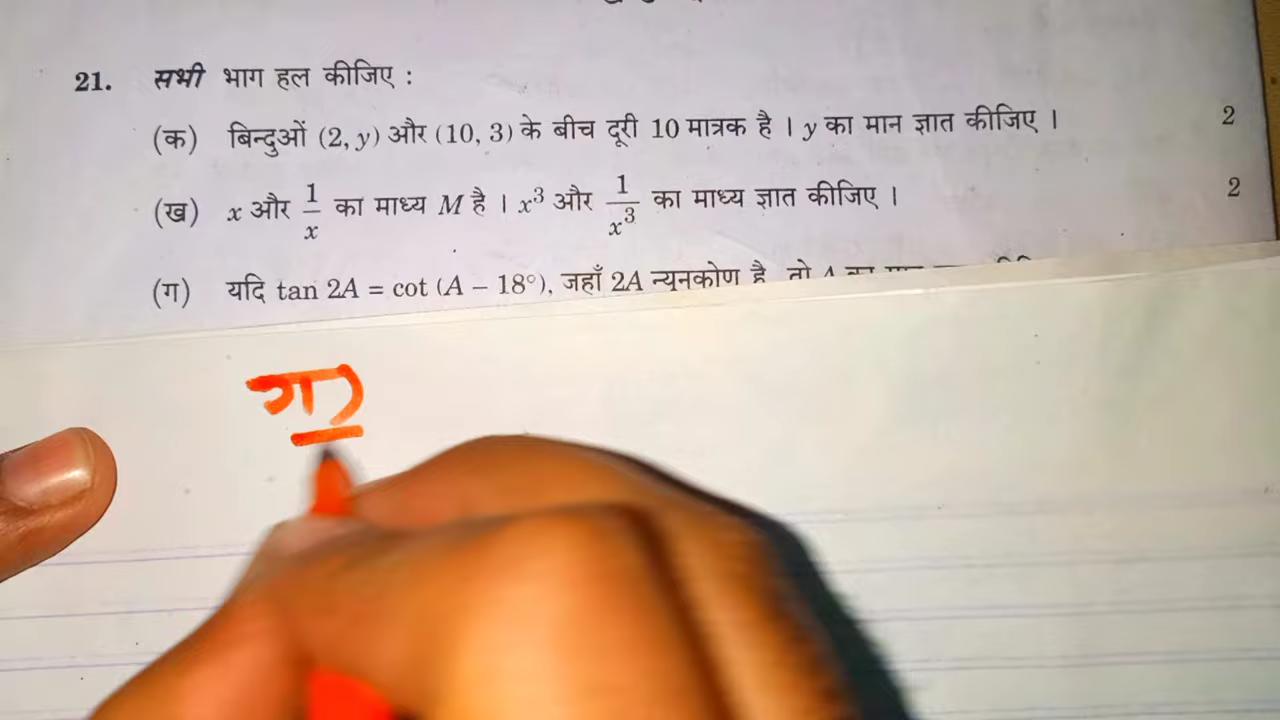 21. सभी भाग हल कीजिए :
(क) बिन्दुओं (2, y) और (10, 3) के बीच दूरी 10 मात्रक है । y का मान ज्ञात कीजिए । 2
(ख) x और 1/x का माध्य M है । x³ और 1/x³ का माध्य ज्ञात कीजिए । 2
(ग) यदि tan 2A = cot (A – 18°), जहाँ 2A न्यूनकोण है तो A का मान
ग)